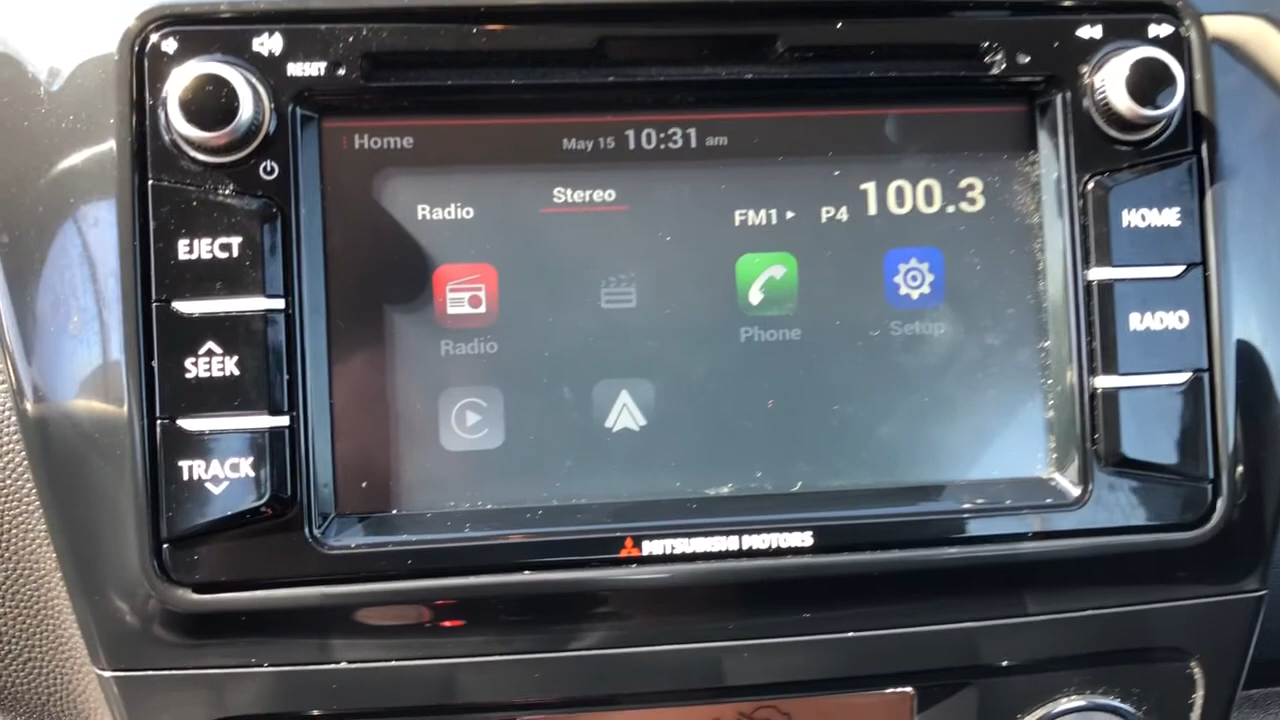 RESET
Home May 15 10:31 am
Radio Stereo FM1 P4 100.3
EJECT
HOME
Radio Phone Setup
SEEK
RADIO
TRACK
MITSUBISHI MOTORS